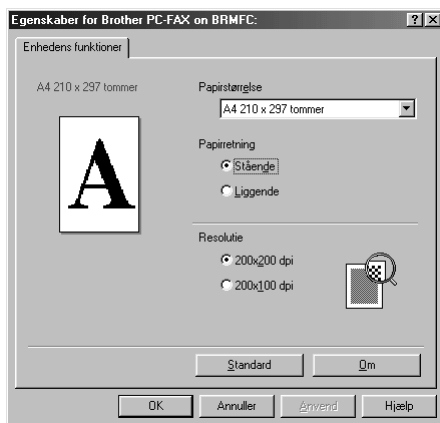 Egenskaber for Brother PC-FAX on BRMFC:
Enhedens funktioner
A4 210 x 297 tommer
Papirstørrelse
A4 210 x 297 tommer
A
Papirretning
Stående
Liggende
Resolutie
200x200 dpi
200x100 dpi
Standard
Om
OK
Annuller
Anvend
Hjælp